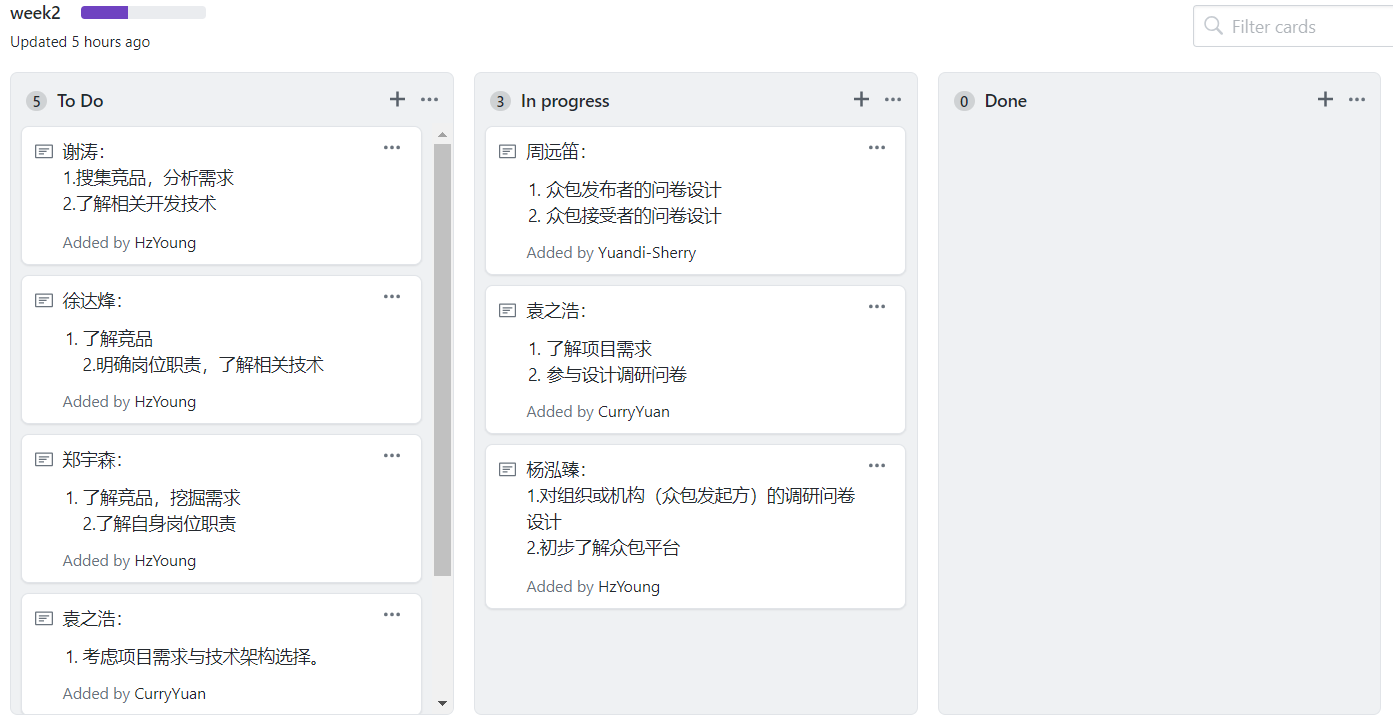 week2
Updated 5 hours ago
Filter cards
5 To Do
谢涛：
1.搜集竞品，分析需求
2.了解相关开发技术
Added by HzYoung
徐达烽：
1. 了解竞品
2.明确岗位职责，了解相关技术
Added by HzYoung
郑宇森：
1. 了解竞品，挖掘需求
2.了解自身岗位职责
Added by HzYoung
袁之浩：
1. 考虑项目需求与技术架构选择。
Added by CurryYuan
3 In progress
周远笛：
1. 众包发布者的问卷设计
2. 众包接受者的问卷设计
Added by Yuandi-Sherry
袁之浩：
1. 了解项目需求
2. 参与设计调研问卷
Added by CurryYuan
杨泓臻：
1.对组织或机构（众包发起方）的调研问卷
设计
2.初步了解众包平台
Added by HzYoung
0 Done